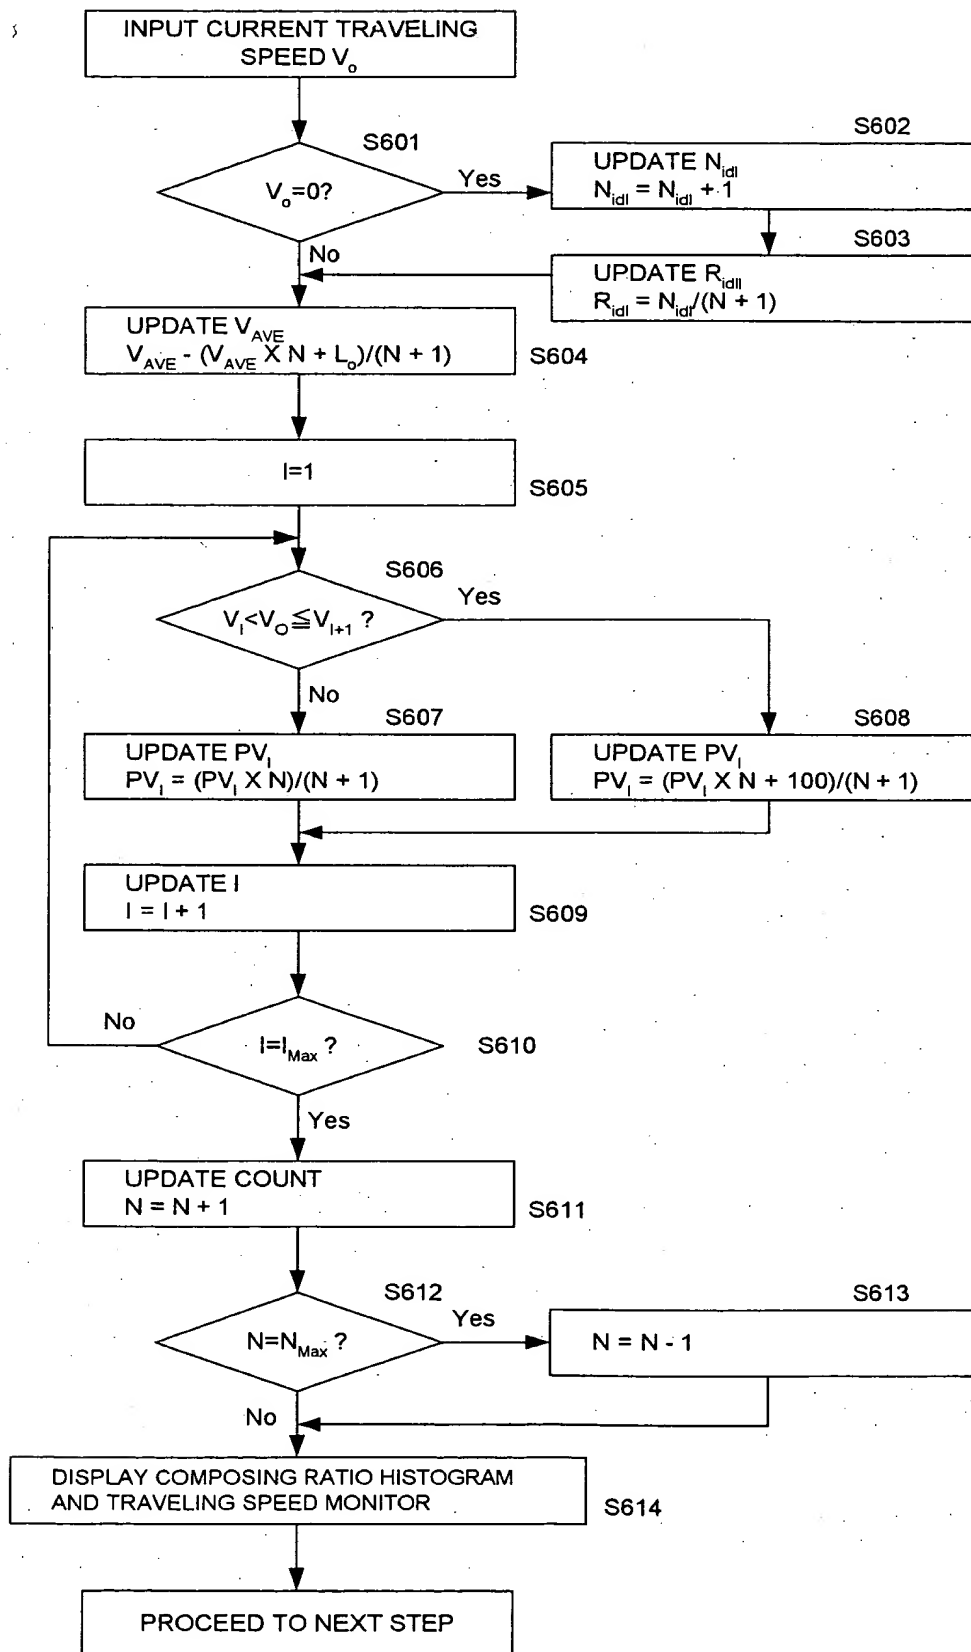 INPUT CURRENT TRAVELING
SPEED Vo
S601
Vo=0?
Yes
S602
UPDATE Nidl
Nidl = Nidl + 1
No
S603
UPDATE Ridll
Ridl = Nidl/(N + 1)
UPDATE VAVE
VAVE - (VAVE X N + Lo)/(N + 1)
S604
I=1
S605
S606
VI<VO≦VI+1 ?
Yes
No
S607
UPDATE PVI
PVI = (PVI X N)/(N + 1)
S608
UPDATE PVI
PVI = (PVI X N + 100)/(N + 1)
UPDATE I
I = I + 1
S609
No
I=IMax ?
S610
Yes
UPDATE COUNT
N = N + 1
S611
S612
N=NMax ?
Yes
S613
N = N - 1
No
DISPLAY COMPOSING RATIO HISTOGRAM
AND TRAVELING SPEED MONITOR
S614
PROCEED TO NEXT STEP